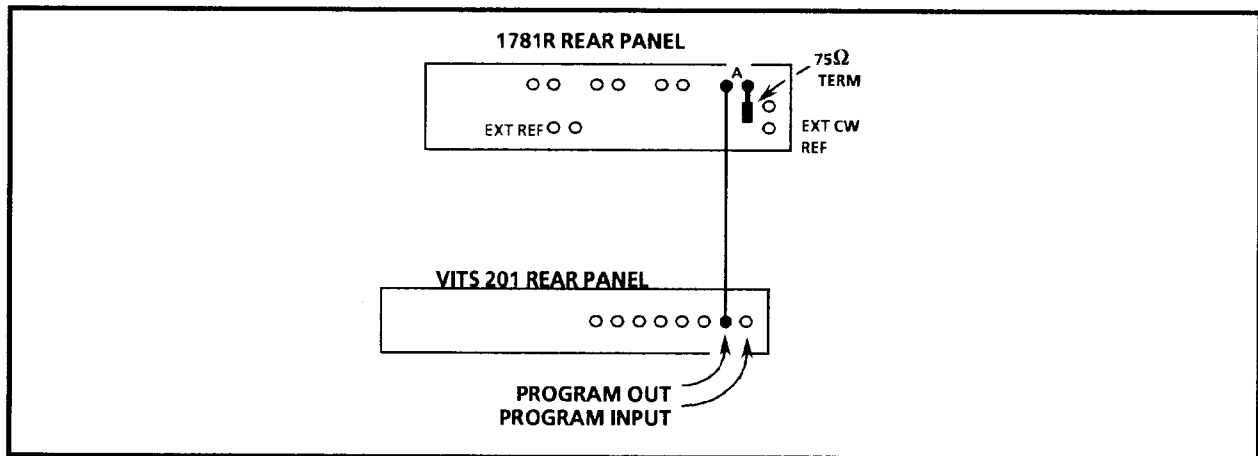 1781R REAR PANEL
A
75Ω
TERM
EXT REF
EXT CW
REF
VITS 201 REAR PANEL
PROGRAM OUT
PROGRAM INPUT